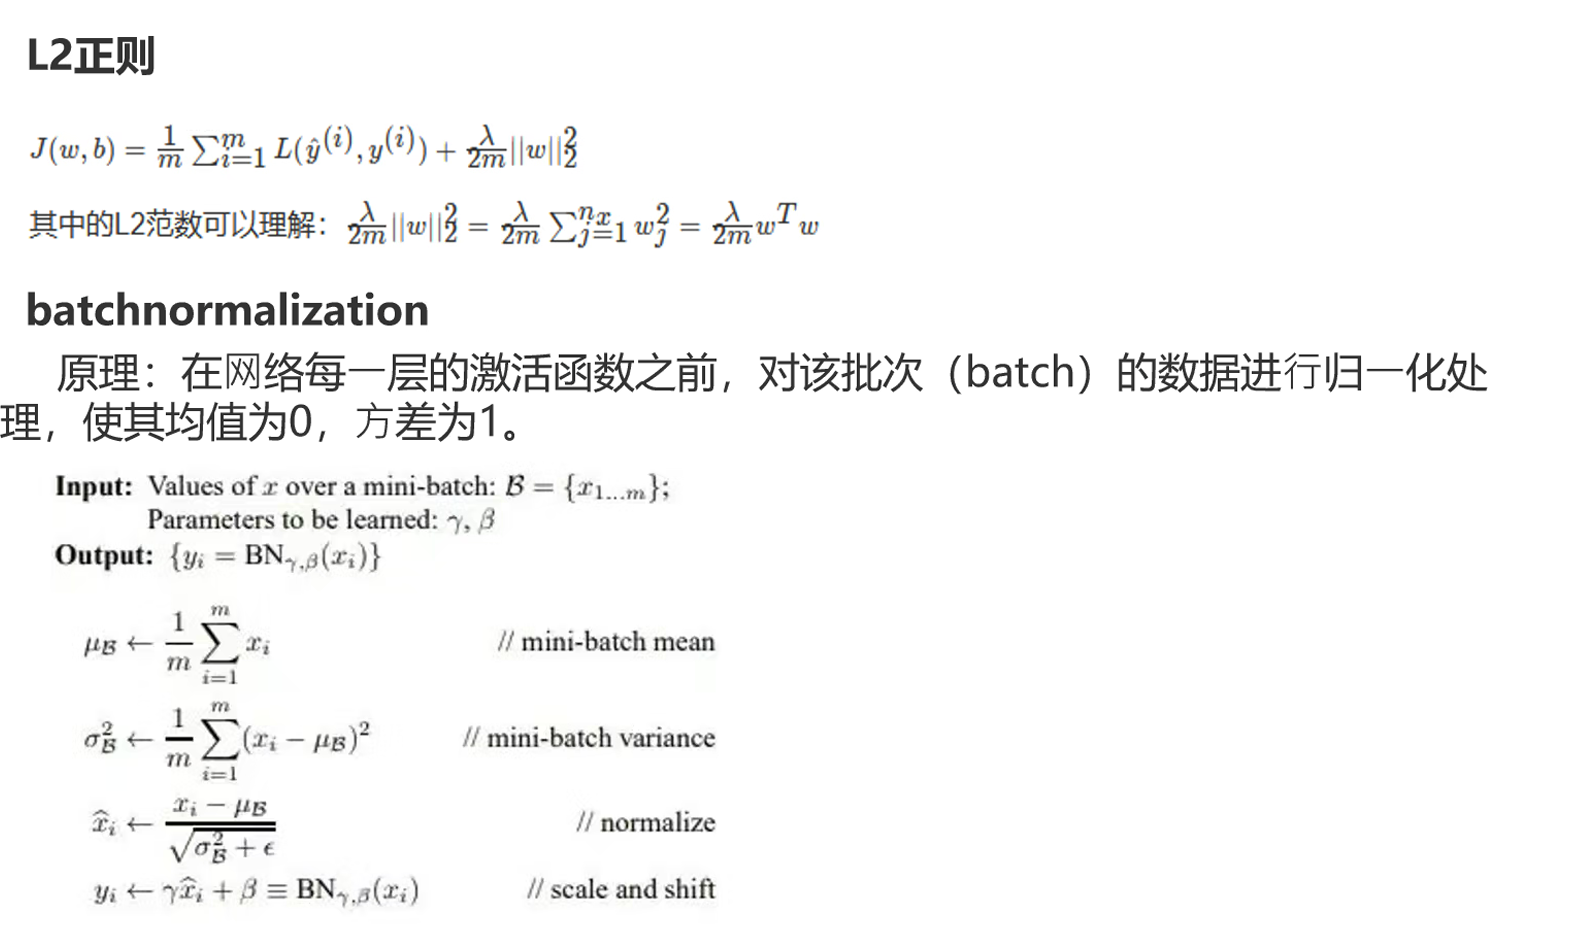 L2正则
J(w, b) = \frac{1}{m} \sum_{i=1}^{m} L(\hat{y}^{(i)}, y^{(i)}) + \frac{\lambda}{2m} ||w||_2^2
其中的L2范数可以理解: \frac{\lambda}{2m} ||w||_2^2 = \frac{\lambda}{2m} \sum_{j=1}^{n_x} w_j^2 = \frac{\lambda}{2m} w^T w
batchnormalization
原理：在网络每一层的激活函数之前，对该批次（batch）的数据进行归一化处
理，使其均值为0，方差为1。
Input: Values of x over a mini-batch: \mathcal{B} = \{x_{1...m}\};
Parameters to be learned: \gamma, \beta
Output: \{y_i = BN_{\gamma,\beta}(x_i)\}
\mu_{\mathcal{B}} \leftarrow \frac{1}{m} \sum_{i=1}^{m} x_i // mini-batch mean
\sigma_{\mathcal{B}}^2 \leftarrow \frac{1}{m} \sum_{i=1}^{m} (x_i - \mu_{\mathcal{B}})^2 // mini-batch variance
\hat{x}_i \leftarrow \frac{x_i - \mu_{\mathcal{B}}}{\sqrt{\sigma_{\mathcal{B}}^2 + \epsilon}} // normalize
y_i \leftarrow \gamma \hat{x}_i + \beta \equiv BN_{\gamma,\beta}(x_i) // scale and shift